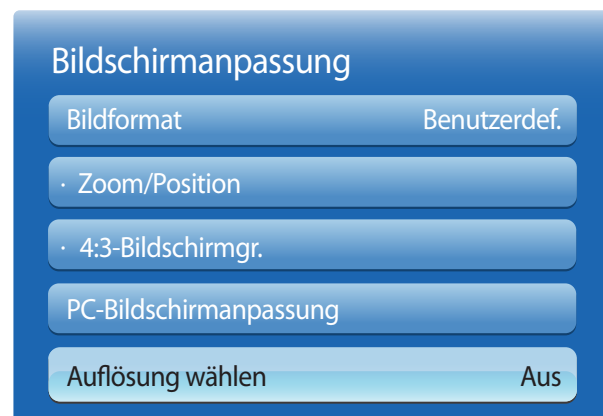 Bildschirmanpassung
Bildformat Benutzerdef.
· Zoom/Position
· 4:3-Bildschirmgr.
PC-Bildschirmanpassung
Auflösung wählen Aus